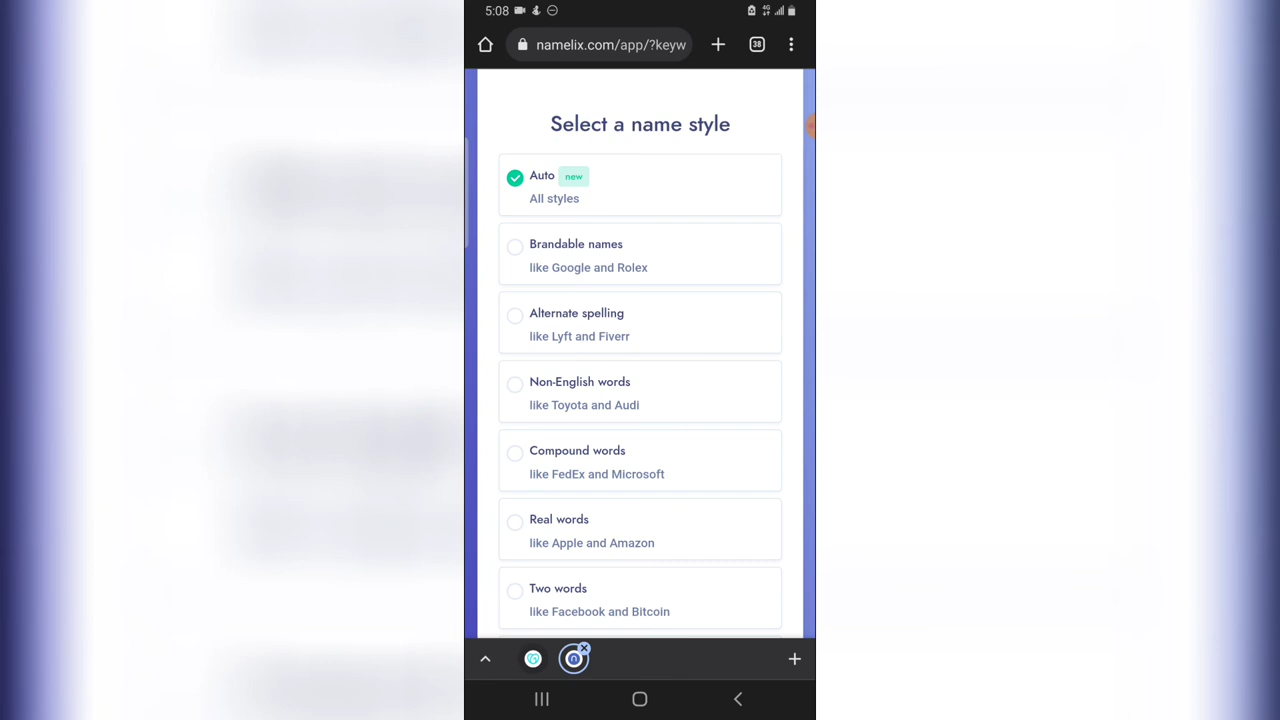 5:08
4G
namelix.com/app/?keyw
38
Select a name style
Auto new
All styles
Brandable names
like Google and Rolex
Alternate spelling
like Lyft and Fiverr
Non-English words
like Toyota and Audi
Compound words
like FedEx and Microsoft
Real words
like Apple and Amazon
Two words
like Facebook and Bitcoin